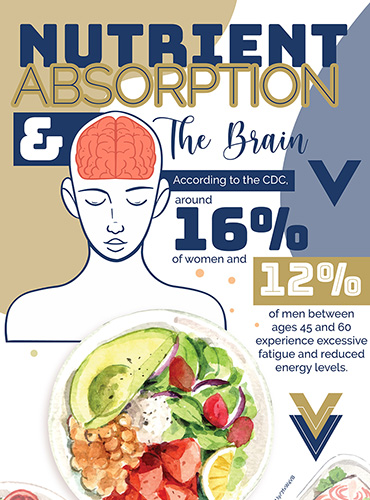 NUTRIENT
ABSORPTION
& The Brain
According to the CDC,
around
16%
of women and
12%
of men between
ages 45 and 60
experience excessive
fatigue and reduced
energy levels.